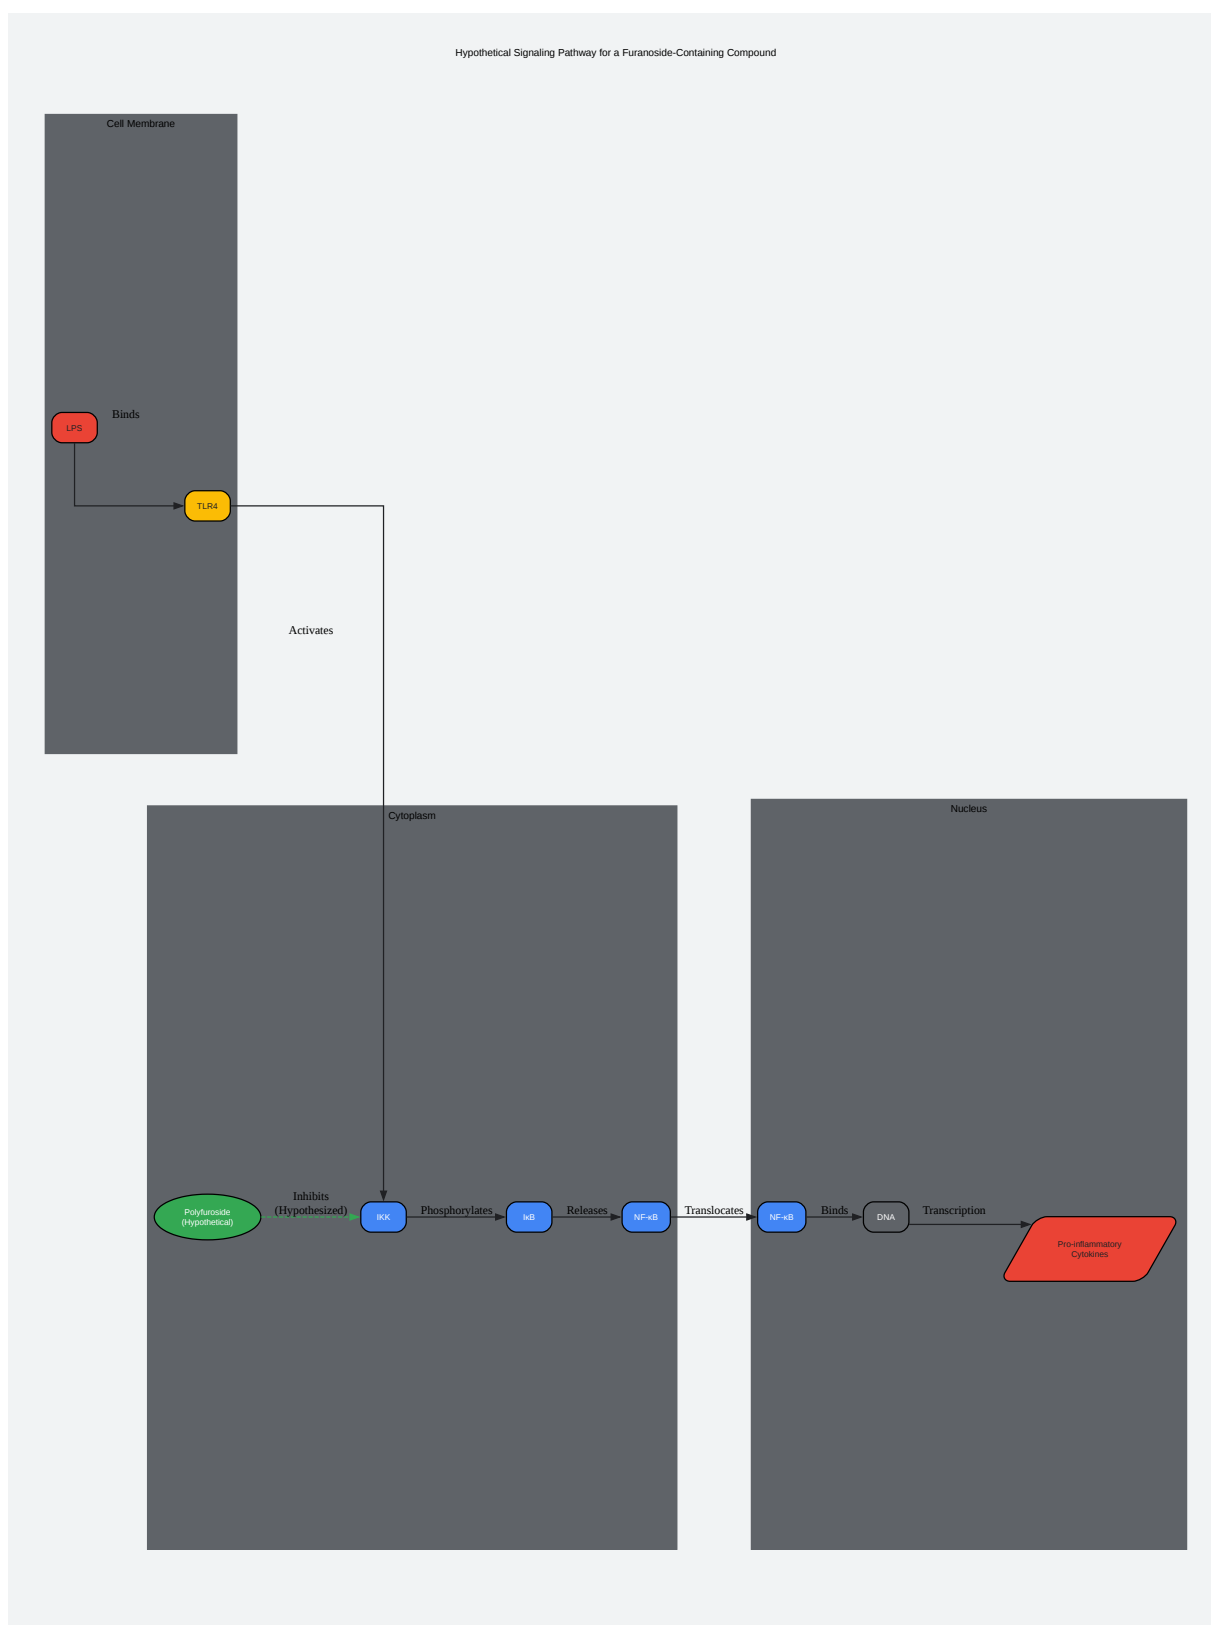 Hypothetical Signaling Pathway for a Furanoside-Containing Compound
Cell Membrane
LPS
Binds
TLR4
Activates
Cytoplasm
Nucleus
Polyfuroside
(Hypothetical)
Inhibits
(Hypothesized)
IKK
Phosphorylates
IκB
Releases
NF-κB
Translocates
NF-κB
Binds
DNA
Transcription
Pro-inflammatory
Cytokines